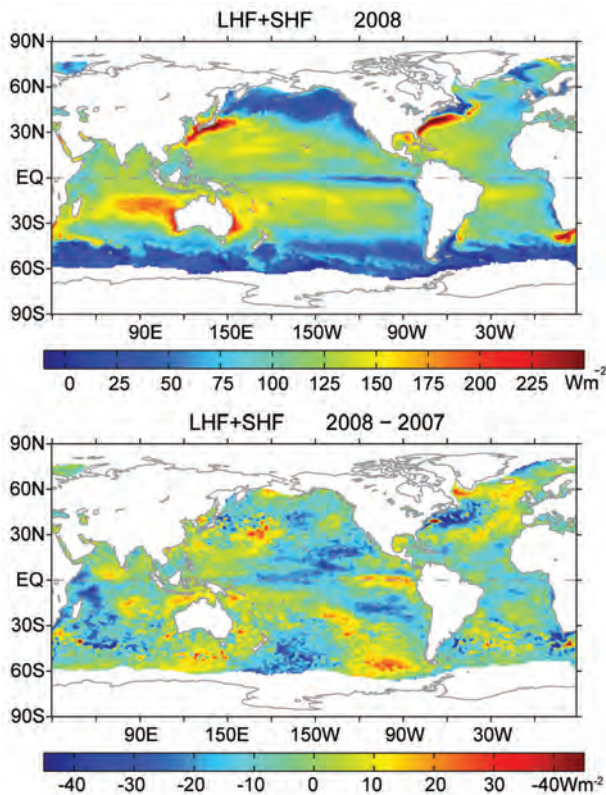 LHF+SHF 2008
90N
60N
30N
EQ
30S
60S
90S
90E 150E 150W 90W 30W
0 25 50 75 100 125 150 175 200 225 Wm-2
LHF+SHF 2008 – 2007
90N
60N
30N
EQ
30S
60S
90S
90E 150E 150W 90W 30W
-40 -30 -20 -10 0 10 20 30 -40Wm-2